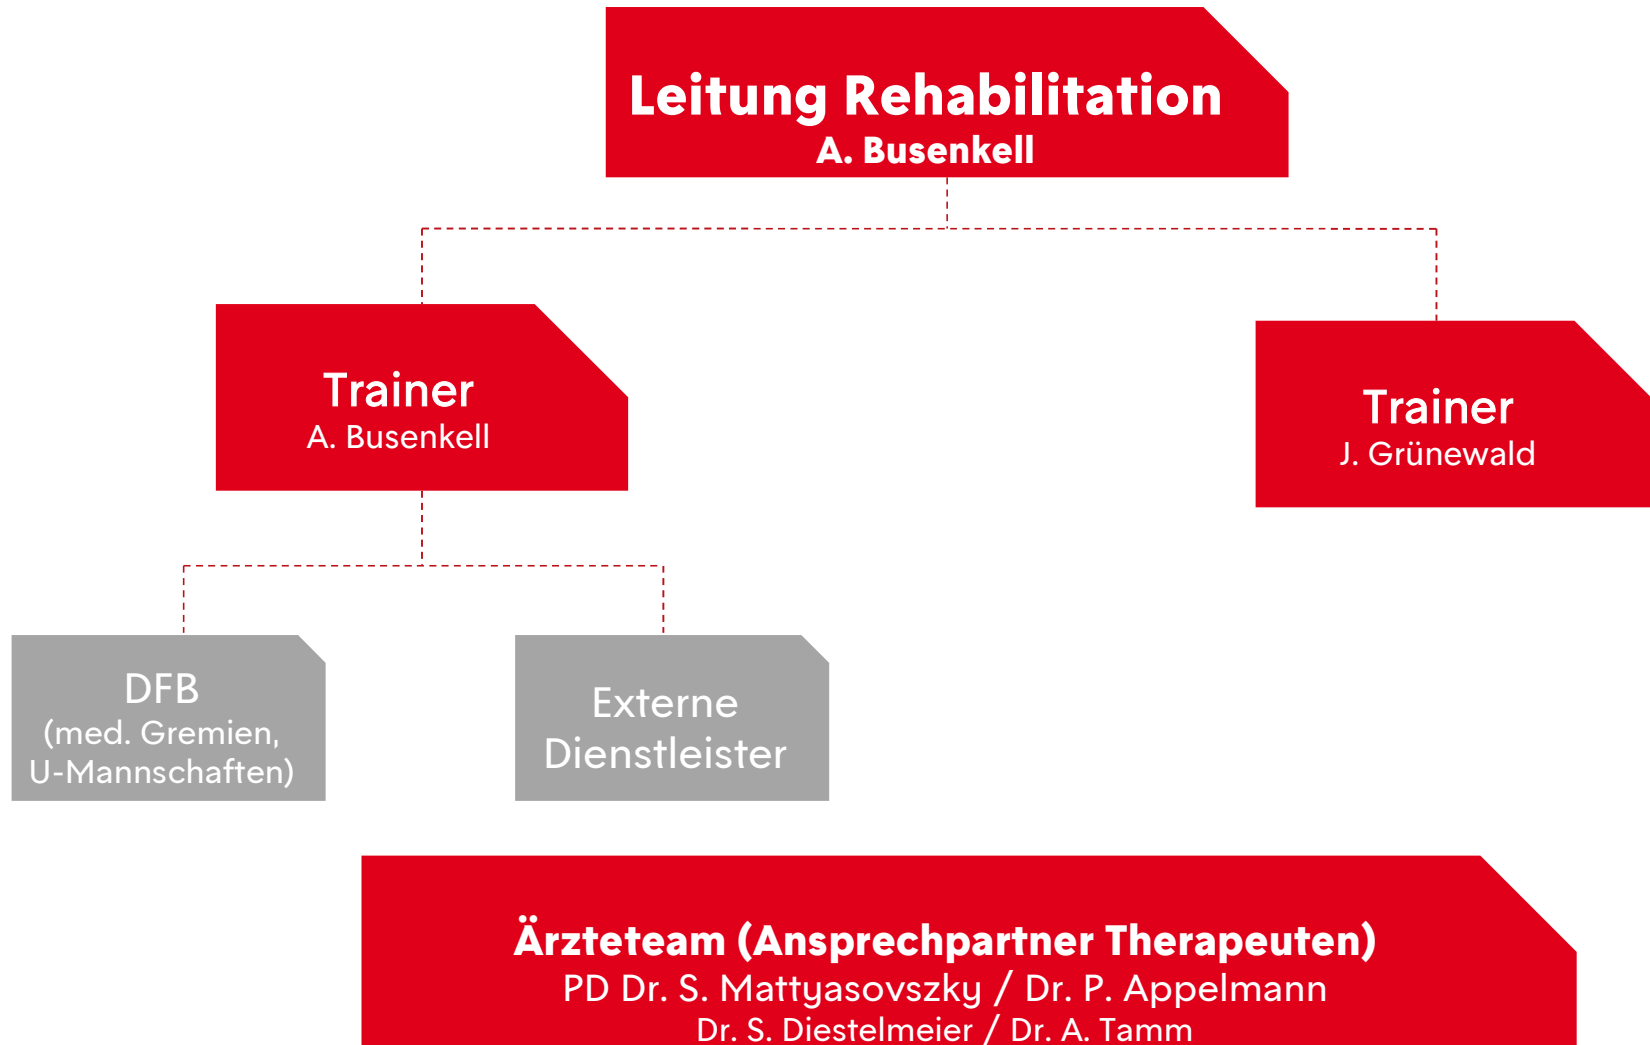 Leitung Rehabilitation
A. Busenkell
Trainer
A. Busenkell
Trainer
J. Grünewald
DFB
(med. Gremien,
U-Mannschaften)
Externe
Dienstleister
Ärzteteam (Ansprechpartner Therapeuten)
PD Dr. S. Mattyasovszky / Dr. P. Appelmann
Dr. S. Diestelmeier / Dr. A. Tamm